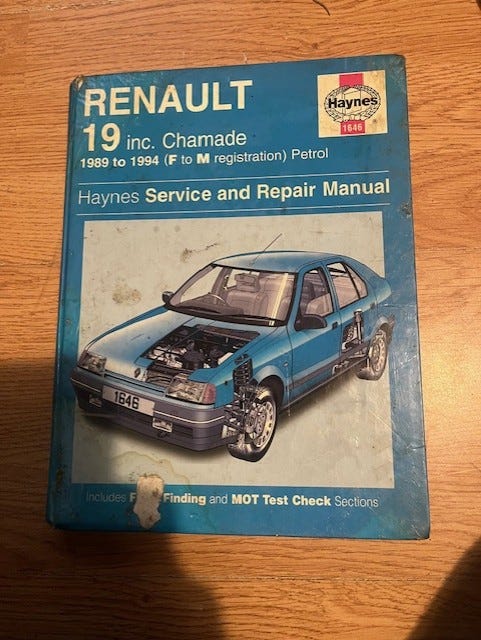 RENAULT
Haynes
1646
19 inc. Chamade
1989 to 1994 (F to M registration) Petrol
Haynes Service and Repair Manual
1646
Includes F Finding and MOT Test Check Sections